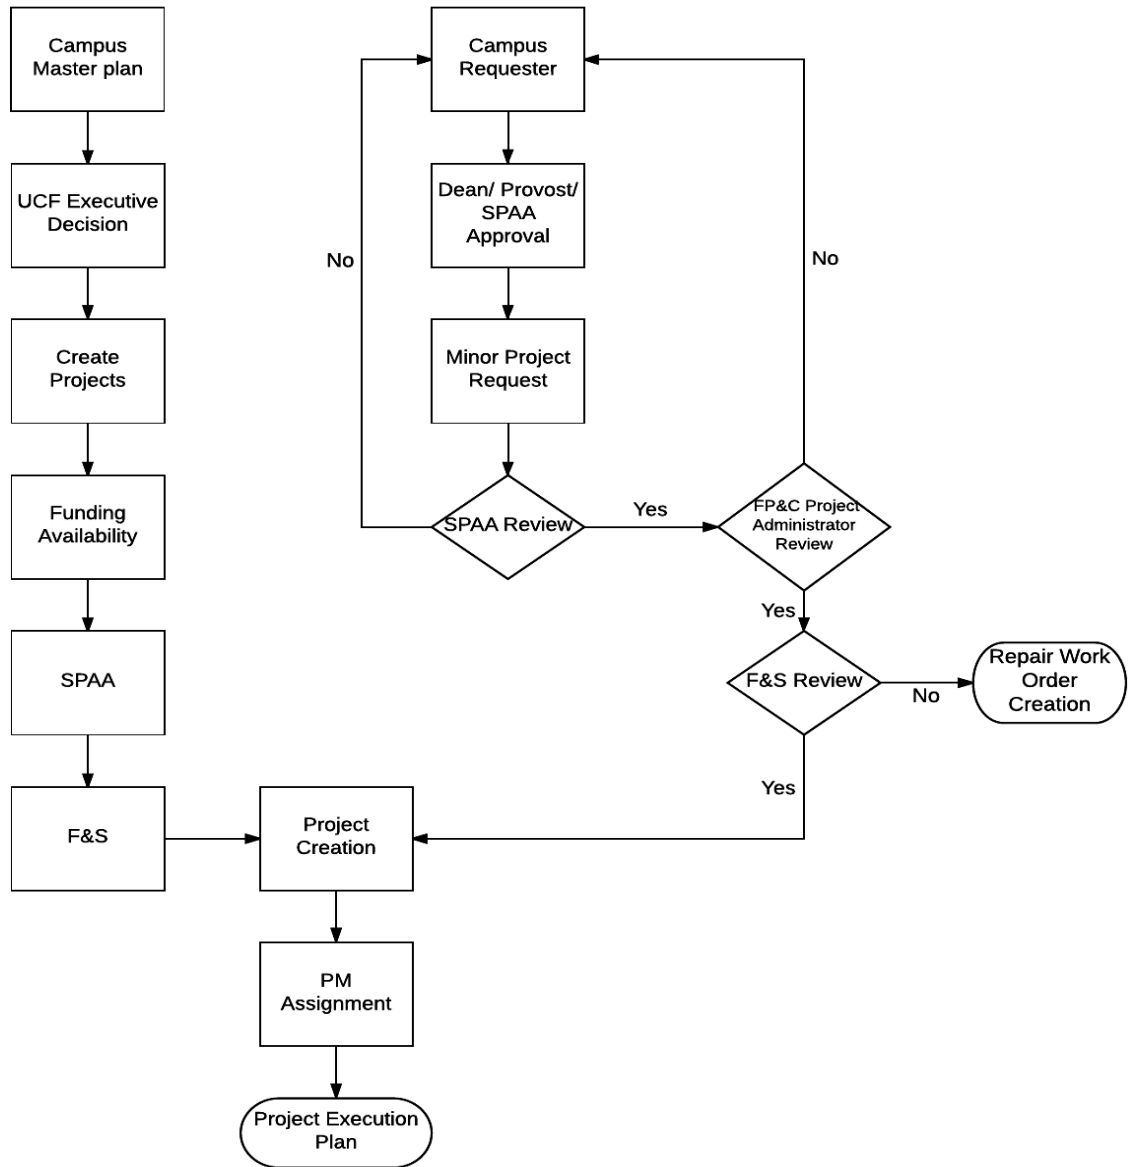 Campus
Master plan
UCF Executive
Decision
Create
Projects
Funding
Availability
SPAA
F&S
Campus
Requester
Dean/ Provost/
SPAA
Approval
Minor Project
Request
SPAA Review
No
Yes
FP&C Project
Administrator
Review
No
Yes
F&S Review
No
Repair Work
Order
Creation
Yes
Project
Creation
PM
Assignment
Project Execution
Plan